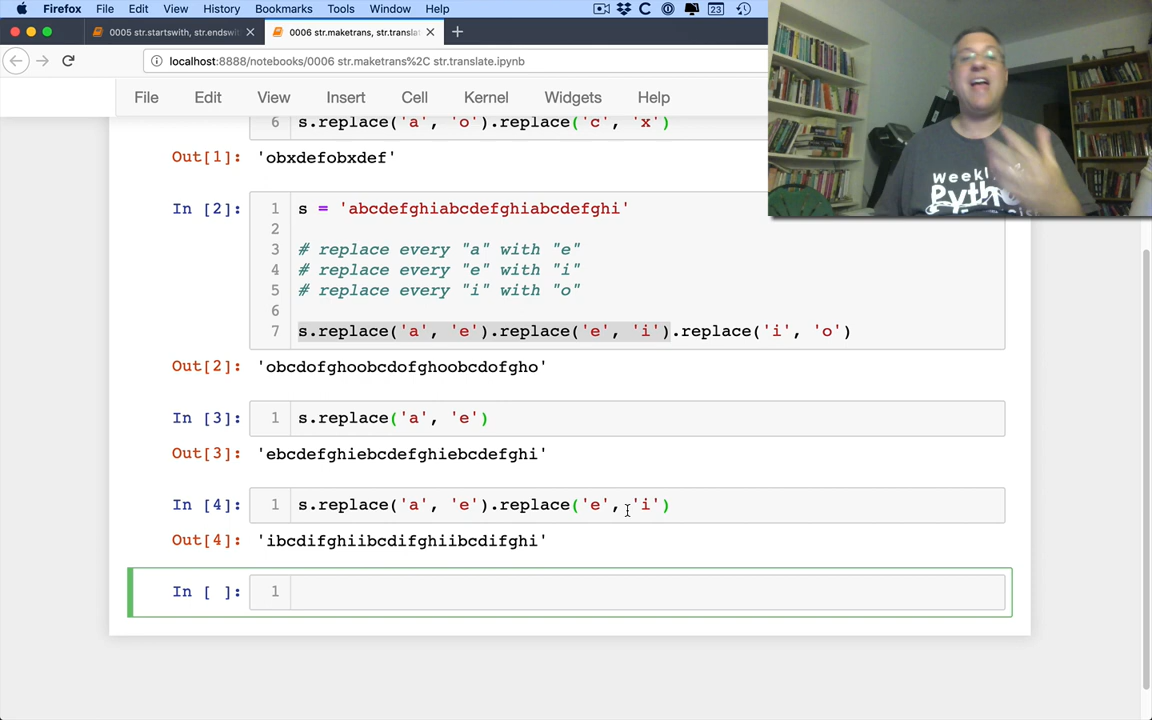 Firefox File Edit View History Bookmarks Tools Window Help 23
0005 str.startswith, str.endswi
0006 str.maketrans, str.transla
localhost:8888/notebooks/0006 str.maketrans%2C str.translate.ipynb
File Edit View Insert Cell Kernel Widgets Help
6 s.replace('a', 'o').replace('c', 'x')
Out[1]: 'obxdefobxdef'
In [2]: 1 s = 'abcdefghiabcdefghiabcdefghi'
2
3 # replace every "a" with "e"
4 # replace every "e" with "i"
5 # replace every "i" with "o"
6
7 s.replace('a', 'e').replace('e', 'i').replace('i', 'o')
Out[2]: 'obcdofghoobcdofghoobcdofgho'
In [3]: 1 s.replace('a', 'e')
Out[3]: 'ebcdefghiebcdefghiebcdefghi'
In [4]: 1 s.replace('a', 'e').replace('e', 'i')
Out[4]: 'ibcdifghiibcdifghiibcdifghi'
In [ ]: 1
Weekl
Pyth